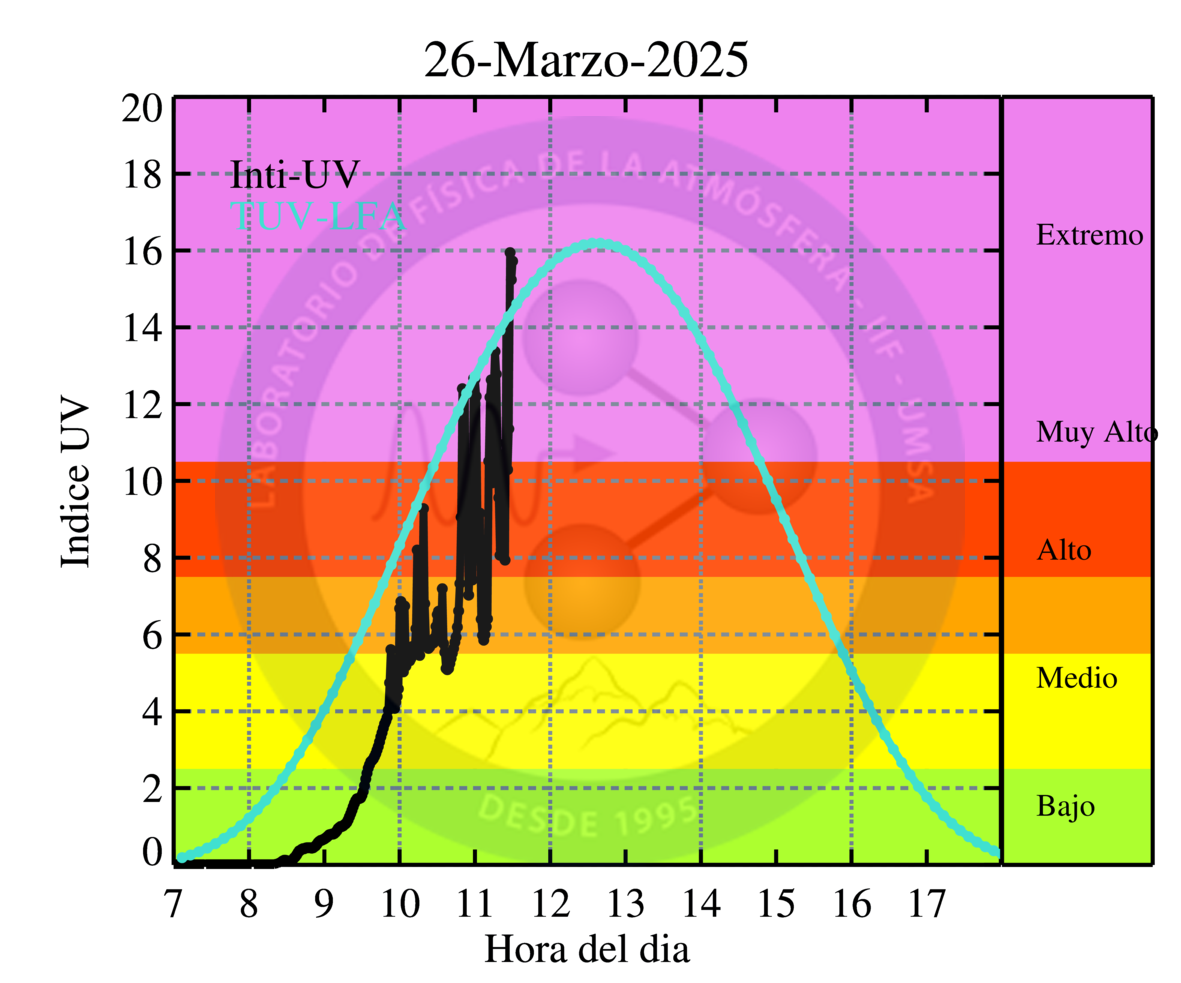 26-Marzo-2025
20
18
16
14
12
10
8
6
4
2
0
Indice UV
Inti-UV
TUV-LFA
LABORATORIO DE FÍSICA DE LA ATMÓSFERA - IIF - UMSA
DESDE 1995
Extremo
Muy Alto
Alto
Medio
Bajo
7 8 9 10 11 12 13 14 15 16 17
Hora del dia